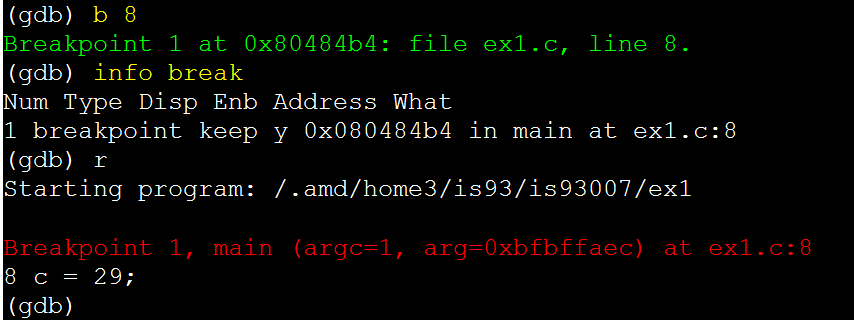 (gdb) b 8
Breakpoint 1 at 0x80484b4: file ex1.c, line 8.
(gdb) info break
Num Type Disp Enb Address What
1 breakpoint keep y 0x080484b4 in main at ex1.c:8
(gdb) r
Starting program: /.amd/home3/is93/is93007/ex1
Breakpoint 1, main (argc=1, arg=0xbfbffaec) at ex1.c:8
8 c = 29;
(gdb)